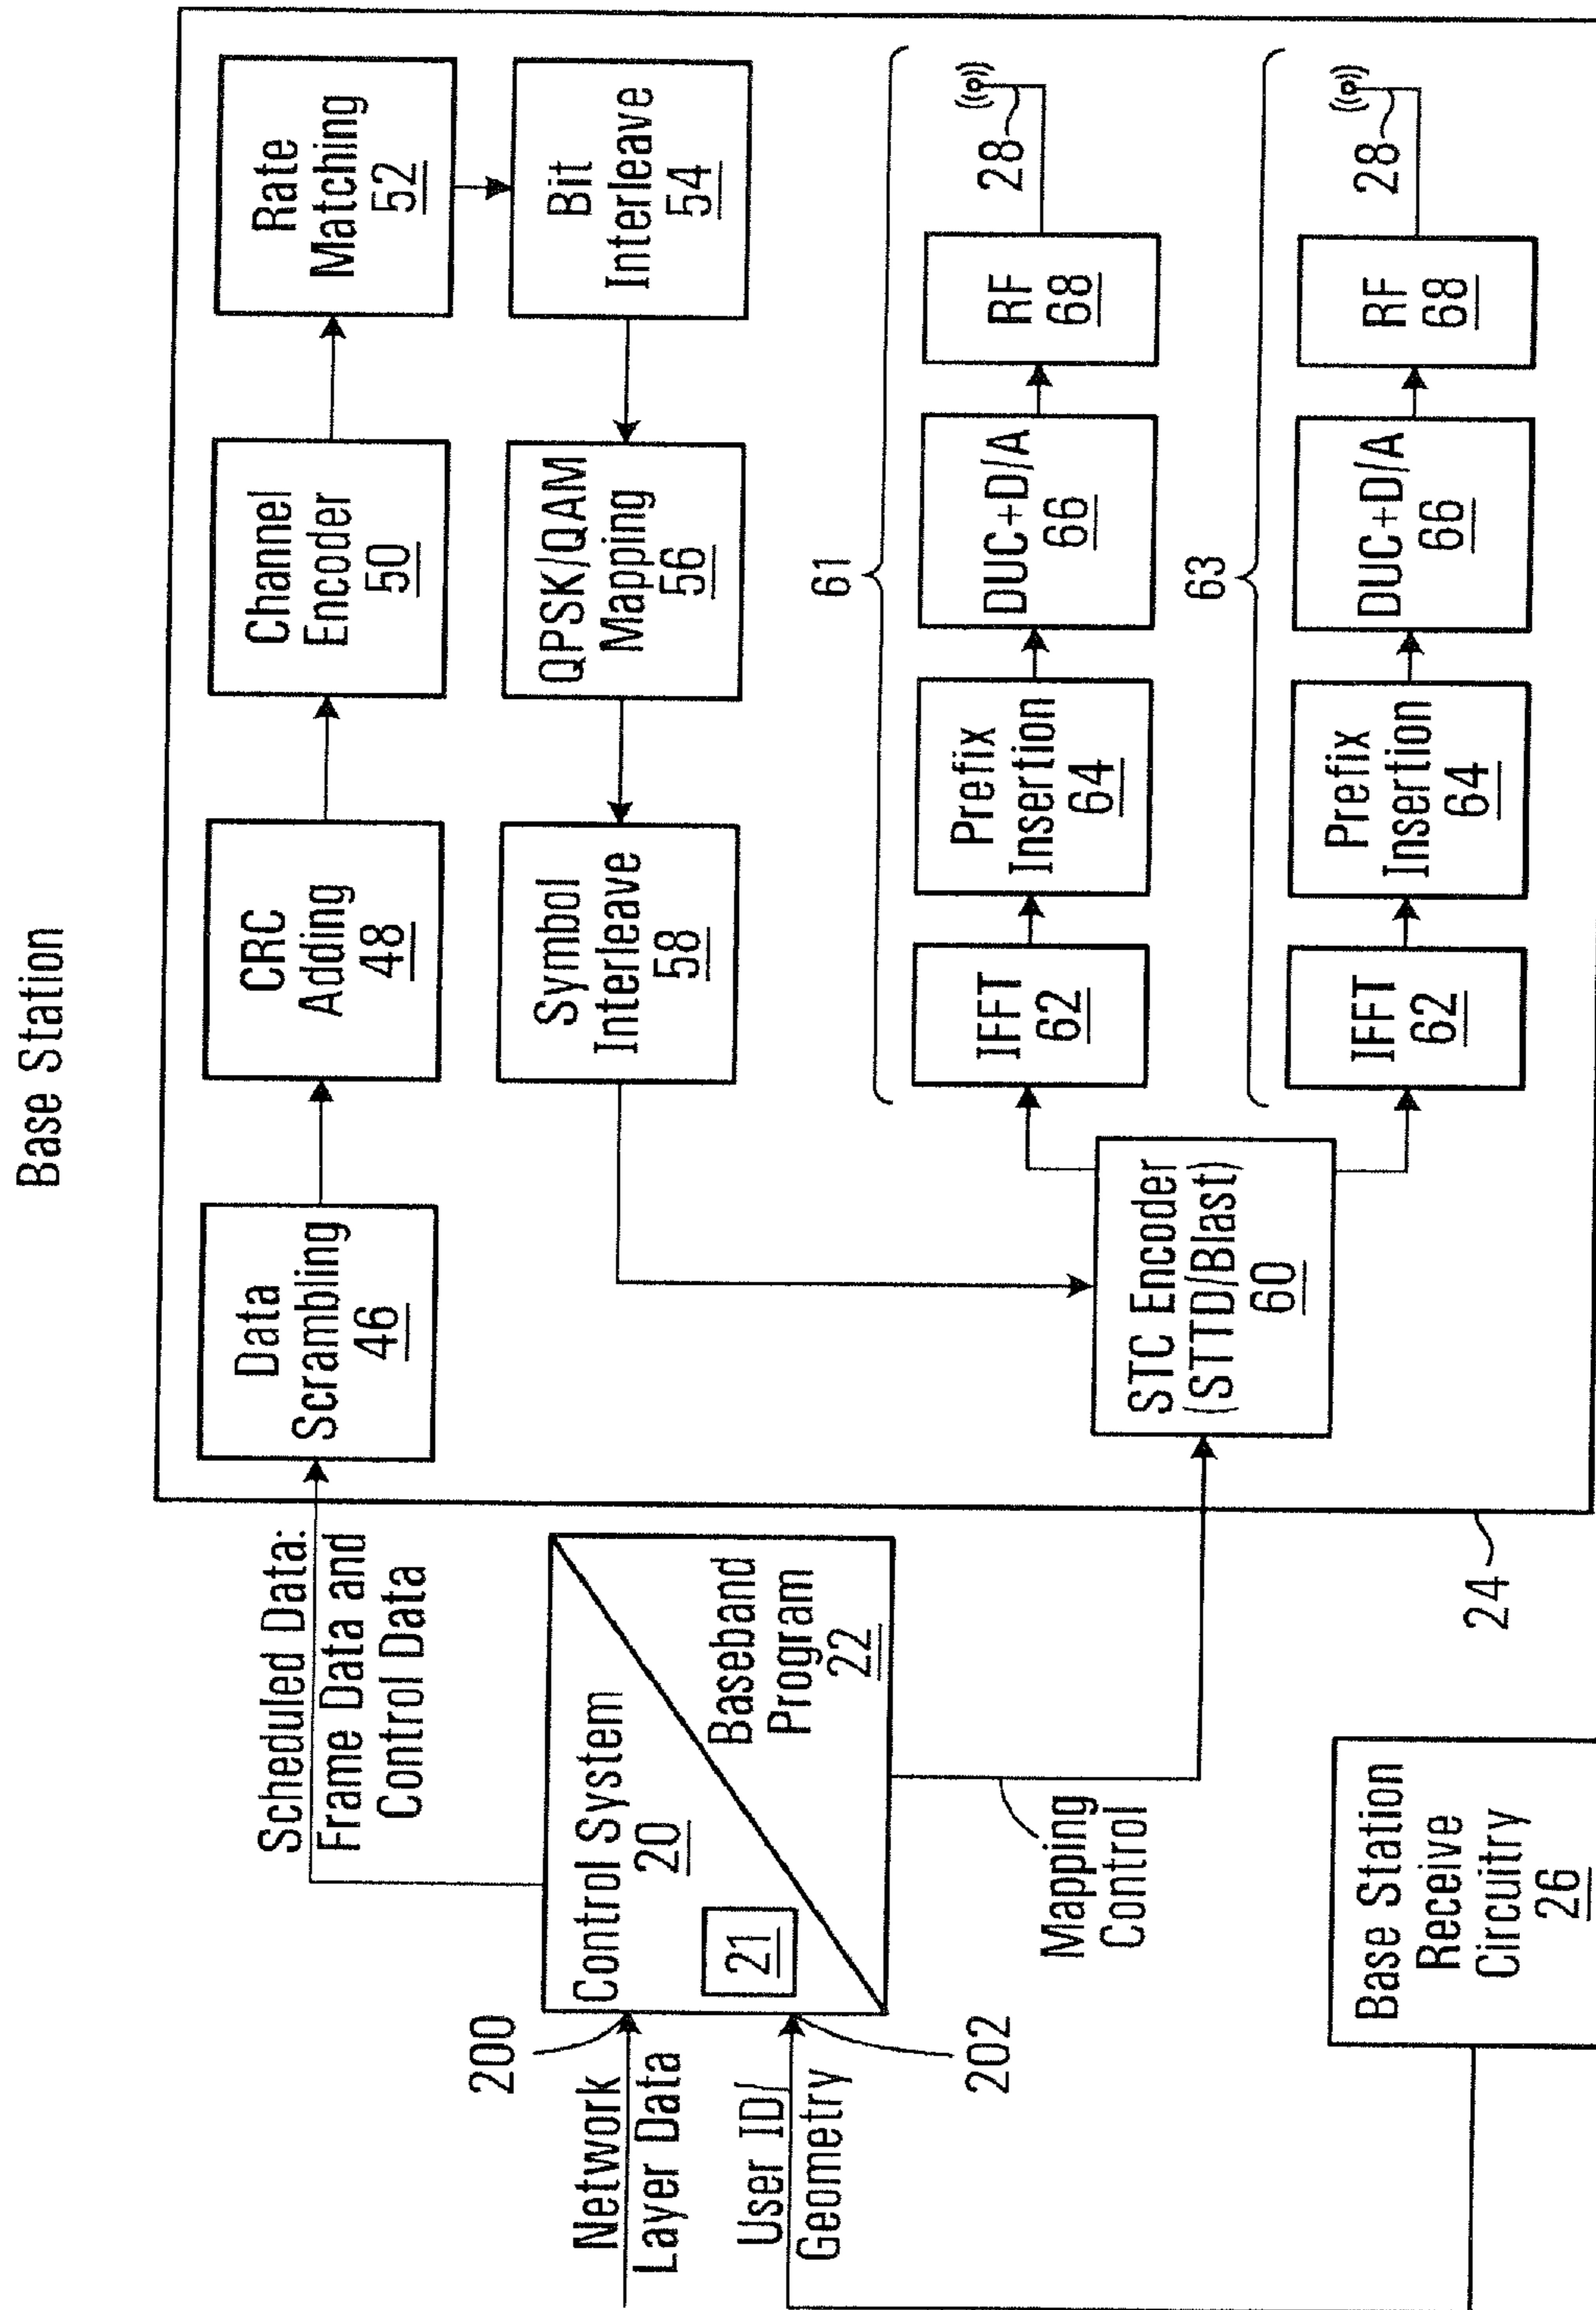 Base Station
Network
Layer Data
200
User ID/
Geometry
202
Control System
20
21
Baseband
Program
22
Scheduled Data:
Frame Data and
Control Data
Mapping
Control
Base Station
Receive
Circuitry
26
24
Data
Scrambling
46
CRC
Adding
48
Channel
Encoder
50
Rate
Matching
52
Bit
Interleave
54
QPSK/QAM
Mapping
56
Symbol
Interleave
58
STC Encoder
(STTD/Blast)
60
61
IFFT
62
Prefix
Insertion
64
DUC+D/A
66
RF
68
28
63
IFFT
62
Prefix
Insertion
64
DUC+D/A
66
RF
68
28